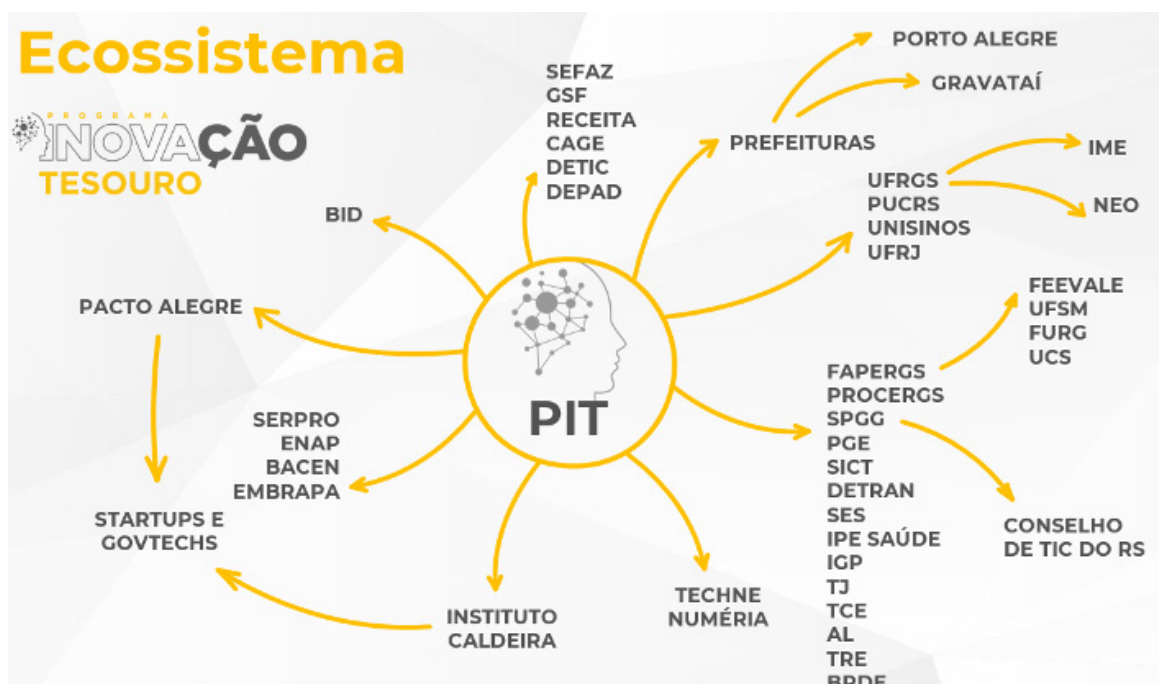 Ecossistema
PROGRAMA
INOVAÇÃO
TESOURO
SEFAZ
GSF
RECEITA
CAGE
DETIC
DEPAD
PREFEITURAS
PORTO ALEGRE
GRAVATAÍ
UFRGS
PUCRS
UNISINOS
UFRJ
IME
NEO
BID
PACTO ALEGRE
PIT
FEEVALE
UFSM
FURG
UCS
FAPERGS
PROCERGS
SPGG
PGE
SICT
DETRAN
SES
IPE SAÚDE
IGP
TJ
TCE
AL
TRE
BRDE
CONSELHO
DE TIC DO RS
SERPRO
ENAP
BACEN
EMBRAPA
STARTUPS E
GOVTECHS
INSTITUTO
CALDEIRA
TECHNE
NUMÉRIA